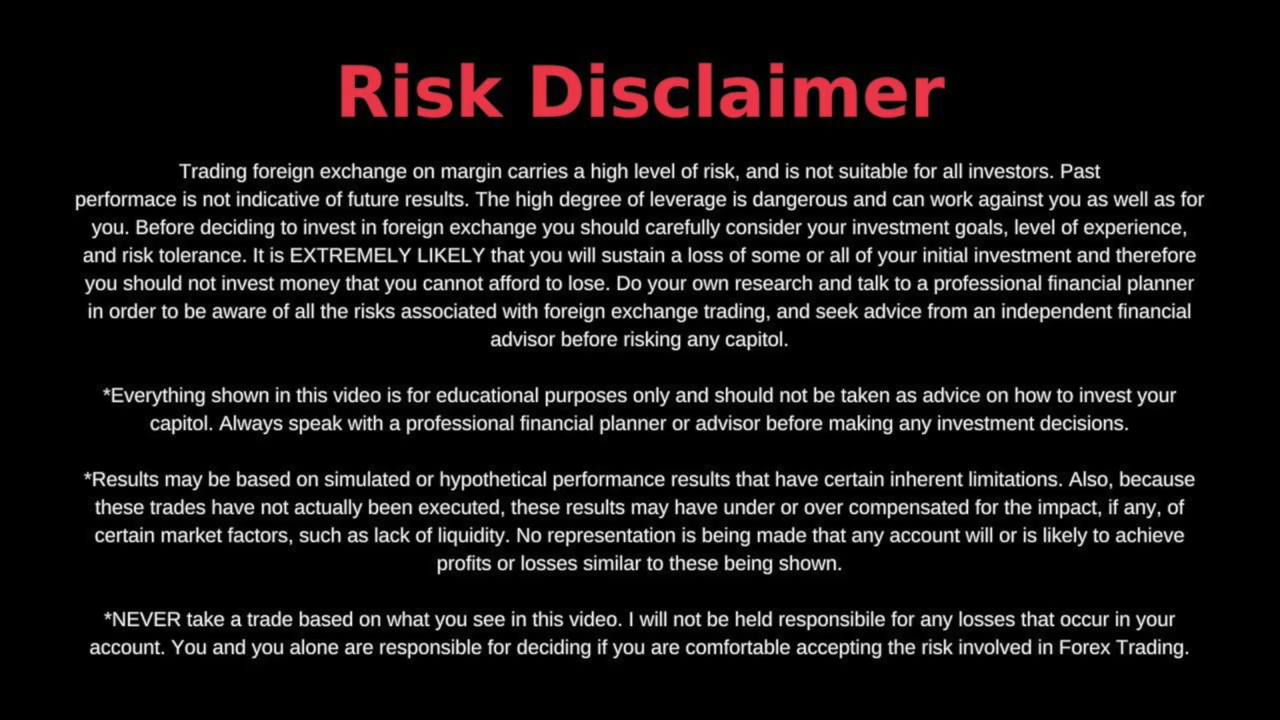 Risk Disclaimer
Trading foreign exchange on margin carries a high level of risk, and is not suitable for all investors. Past
performace is not indicative of future results. The high degree of leverage is dangerous and can work against you as well as for
you. Before deciding to invest in foreign exchange you should carefully consider your investment goals, level of experience,
and risk tolerance. It is EXTREMELY LIKELY that you will sustain a loss of some or all of your initial investment and therefore
you should not invest money that you cannot afford to lose. Do your own research and talk to a professional financial planner
in order to be aware of all the risks associated with foreign exchange trading, and seek advice from an independent financial
advisor before risking any capitol.
*Everything shown in this video is for educational purposes only and should not be taken as advice on how to invest your
capitol. Always speak with a professional financial planner or advisor before making any investment decisions.
*Results may be based on simulated or hypothetical performance results that have certain inherent limitations. Also, because
these trades have not actually been executed, these results may have under or over compensated for the impact, if any, of
certain market factors, such as lack of liquidity. No representation is being made that any account will or is likely to achieve
profits or losses similar to these being shown.
*NEVER take a trade based on what you see in this video. I will not be held responsibile for any losses that occur in your
account. You and you alone are responsible for deciding if you are comfortable accepting the risk involved in Forex Trading.